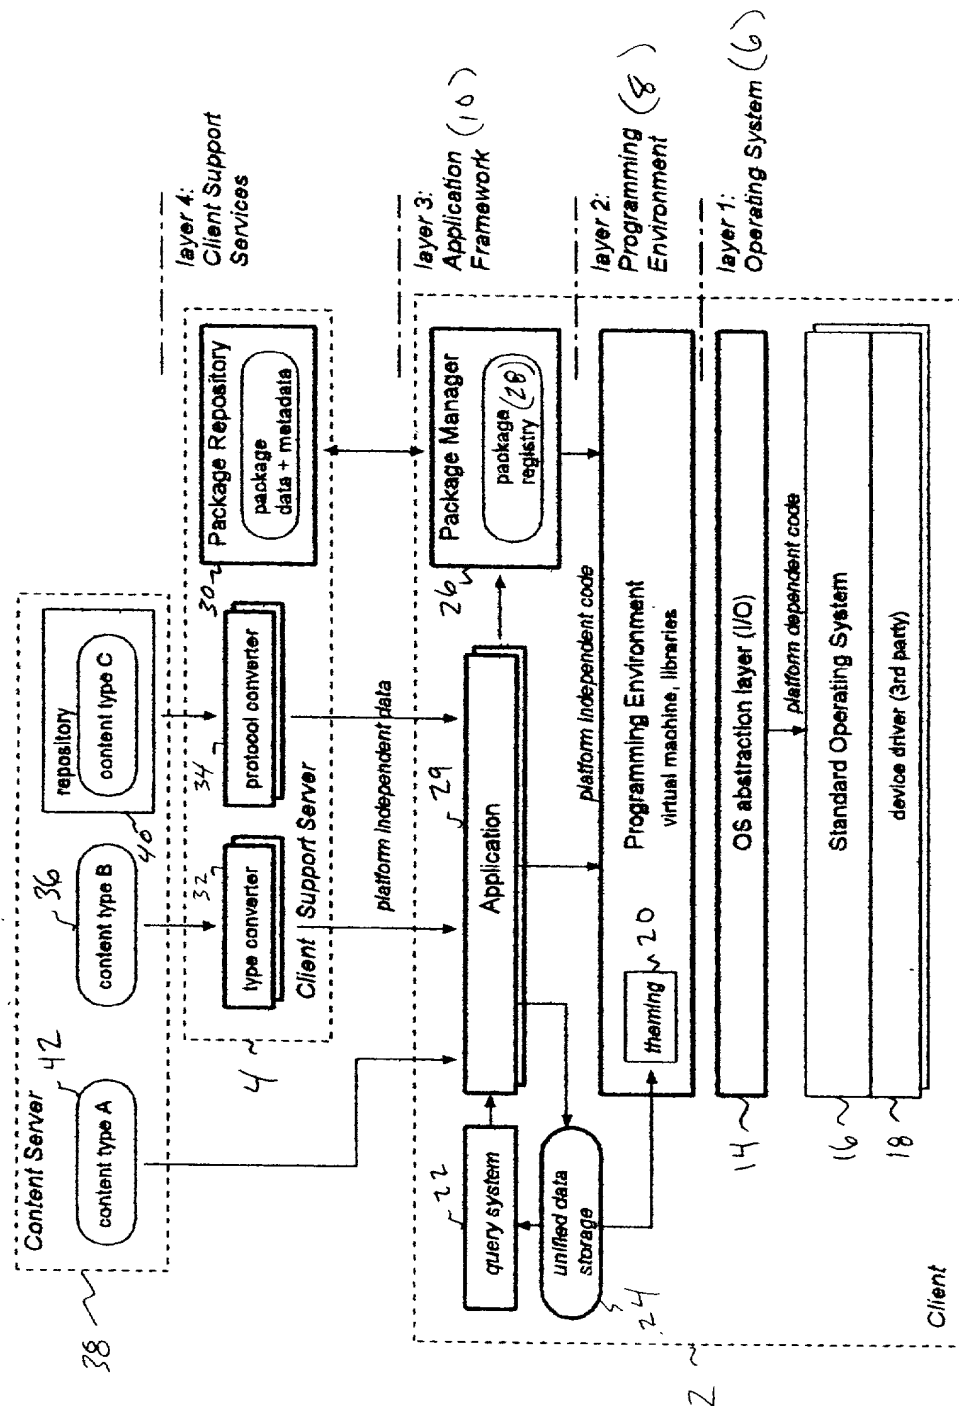 Content Server
38
42
content type A
36
content type B
40
repository
content type C
layer 4:
Client Support
Services
4
32
type converter
34
protocol converter
30
Package Repository
package
data + metadata
Client Support Server
platform independent data
layer 3:
Application (10)
Framework
22
query system
29
Application
26
Package Manager
package
registry (28)
unified data
storage
24
platform independent code
layer 2:
Programming (8)
Environment
theming
20
Programming Environment
virtual machine, libraries
layer 1:
Operating System (6)
14
OS abstraction layer (I/O)
platform dependent code
16
Standard Operating System
18
device driver (3rd party)
2
Client